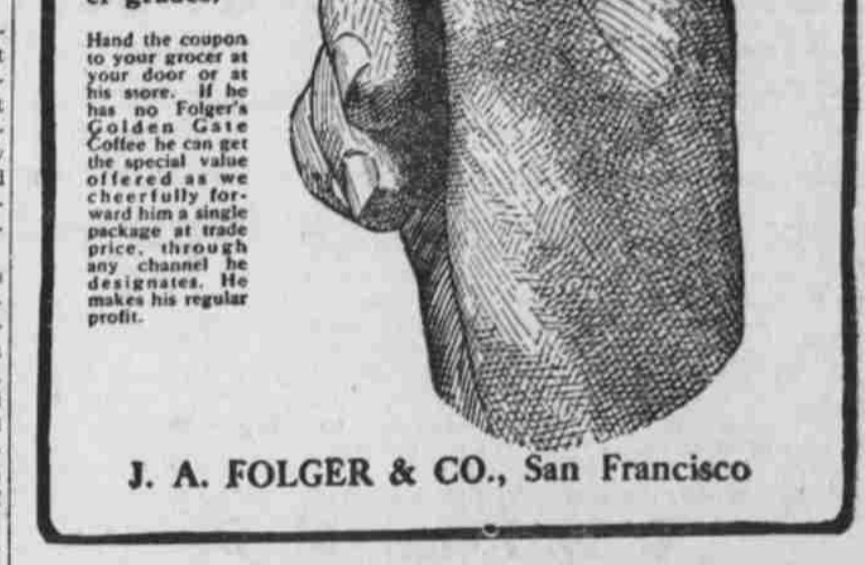 Hand the coupon
to your grocer at
your door or at
his store. If he
has no Folger's
Golden Gate
Coffee he can get
the special value
offered as we
cheerfully for-
ward him a single
package at trade
price, through
any channel he
designates. He
makes his regular
profit.
J. A. FOLGER & CO., San Francisco